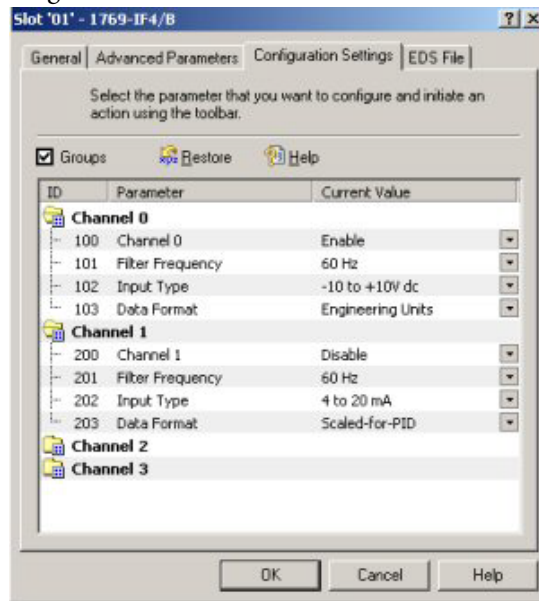 Slot '01' - 1769-IF4/B
General Advanced Parameters Configuration Settings EDS File
Select the parameter that you want to configure and initiate an
action using the toolbar.
Groups Restore Help
ID Parameter Current Value
Channel 0
100 Channel 0 Enable
101 Filter Frequency 60 Hz
102 Input Type -10 to +10V dc
103 Data Format Engineering Units
Channel 1
200 Channel 1 Disable
201 Filter Frequency 60 Hz
202 Input Type 4 to 20 mA
203 Data Format Scaled-for-PID
Channel 2
Channel 3
OK Cancel Help